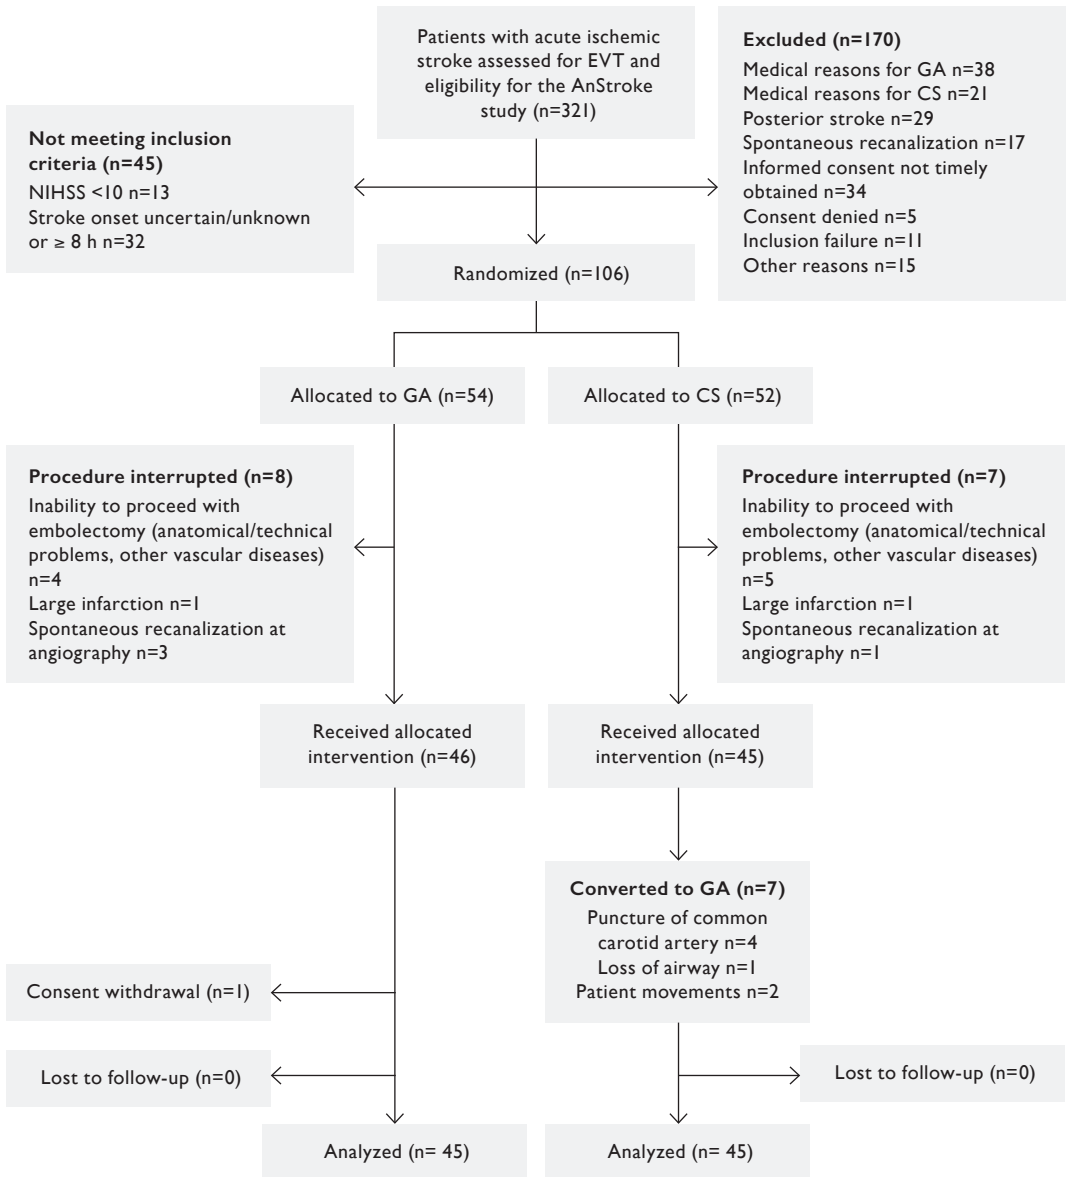 Patients with acute ischemic
stroke assessed for EVT and
eligibility for the AnStroke
study (n=321)
Not meeting inclusion
criteria (n=45)
NIHSS <10 n=13
Stroke onset uncertain/unknown
or ≥ 8 h n=32
Excluded (n=170)
Medical reasons for GA n=38
Medical reasons for CS n=21
Posterior stroke n=29
Spontaneous recanalization n=17
Informed consent not timely
obtained n=34
Consent denied n=5
Inclusion failure n=11
Other reasons n=15
Randomized (n=106)
Allocated to GA (n=54)
Allocated to CS (n=52)
Procedure interrupted (n=8)
Inability to proceed with
embolectomy (anatomical/technical
problems, other vascular diseases)
n=4
Large infarction n=1
Spontaneous recanalization at
angiography n=3
Procedure interrupted (n=7)
Inability to proceed with
embolectomy (anatomical/technical
problems, other vascular diseases)
n=5
Large infarction n=1
Spontaneous recanalization at
angiography n=1
Received allocated
intervention (n=46)
Received allocated
intervention (n=45)
Converted to GA (n=7)
Puncture of common
carotid artery n=4
Loss of airway n=1
Patient movements n=2
Consent withdrawal (n=1)
Lost to follow-up (n=0)
Lost to follow-up (n=0)
Analyzed (n= 45)
Analyzed (n= 45)